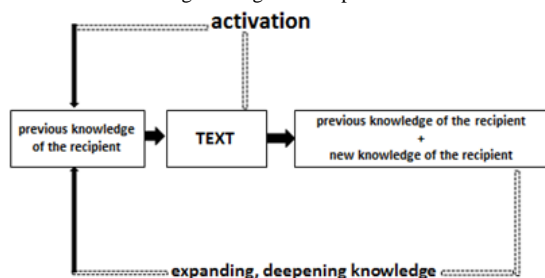 activation
previous knowledge
of the recipient
TEXT
previous knowledge of the recipient
+
new knowledge of the recipient
expanding, deepening knowledge